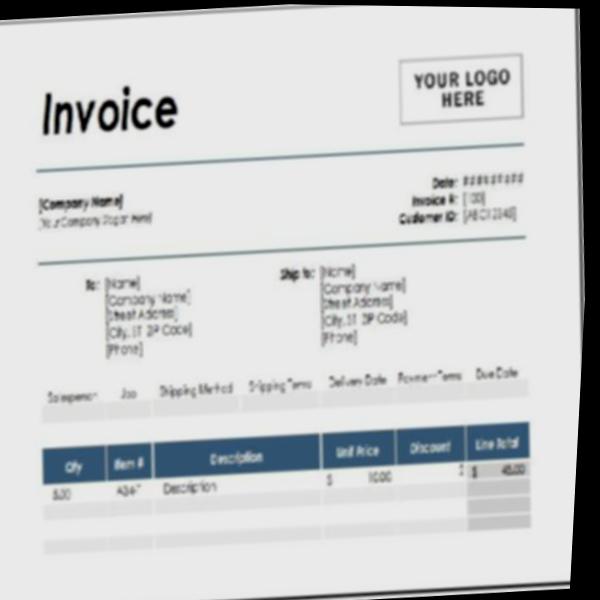 YOUR LOGO
HERE
Invoice
Date: #########
[Company Name]
Invoice #: [100]
[Your Company Slogan Here]
Customer ID: [ABC12345]
To: [Name]
[Company Name]
[Street Address]
[City, ST ZIP Code]
[Phone]
Ship to: [Name]
[Company Name]
[Street Address]
[City, ST ZIP Code]
[Phone]
Salesperson Job Shipping Method Shipping Terms Delivery Date Payment Terms Due Date
Qty Item # Description Unit Price Discount Line Total
5.00 Description $ 10.00 $ 45.00